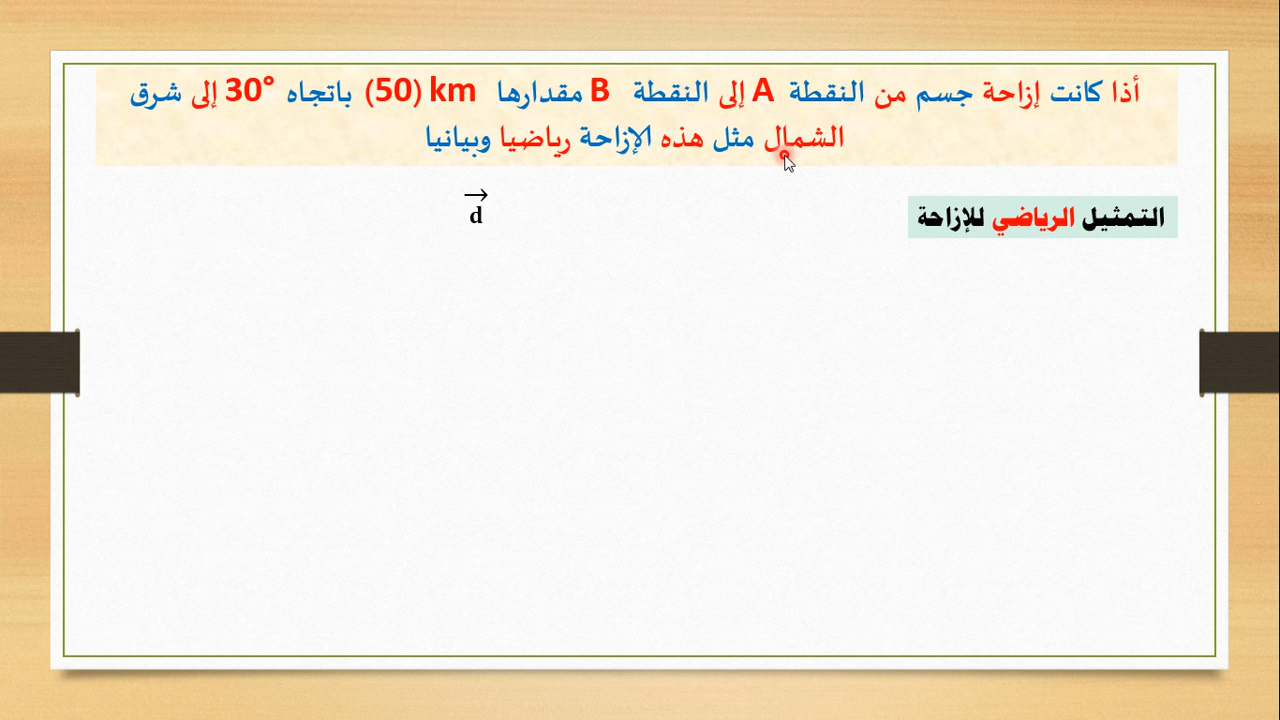 أذا كانت إزاحة جسم من النقطة A إلى النقطة B مقدارها (50) km باتجاه 30° إلى شرق
الشمال مثل هذه الإزاحة رياضيا وبيانيا
التمثيل الرياضي للإزاحة
d⃗